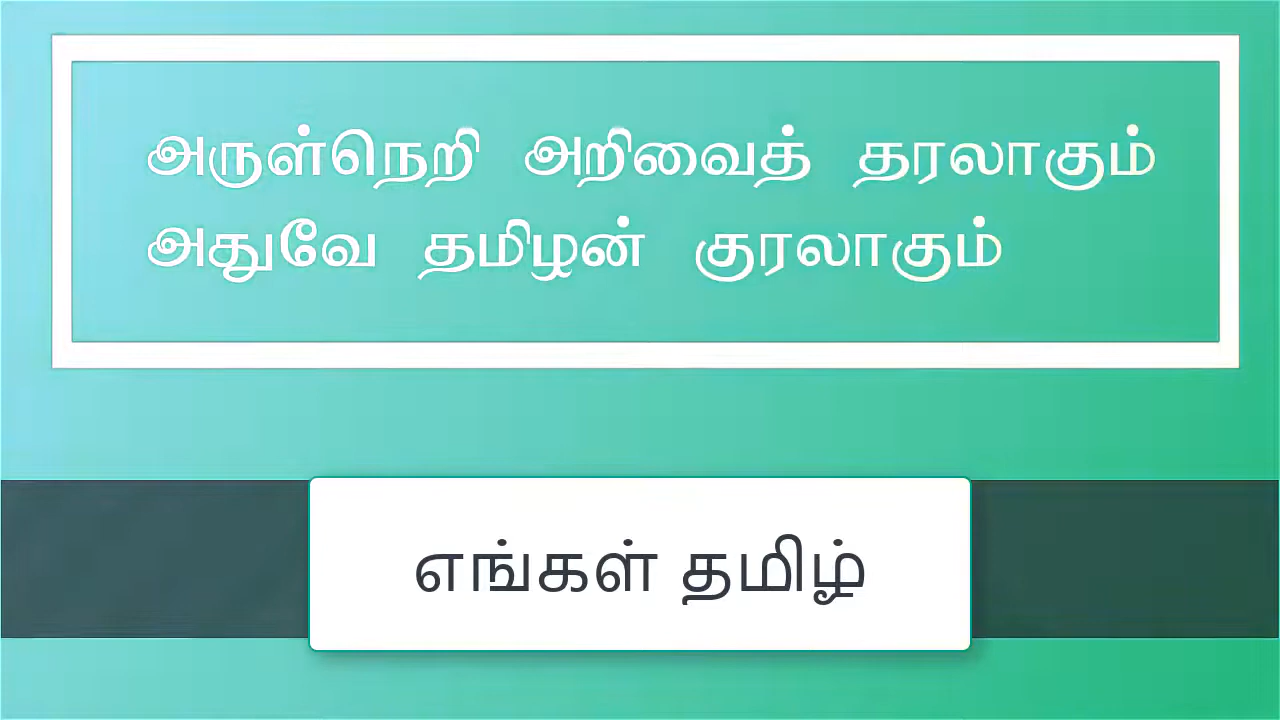 அருள்நெறி அறிவைத் தரலாகும்
அதுவே தமிழன் குரலாகும்
எங்கள் தமிழ்